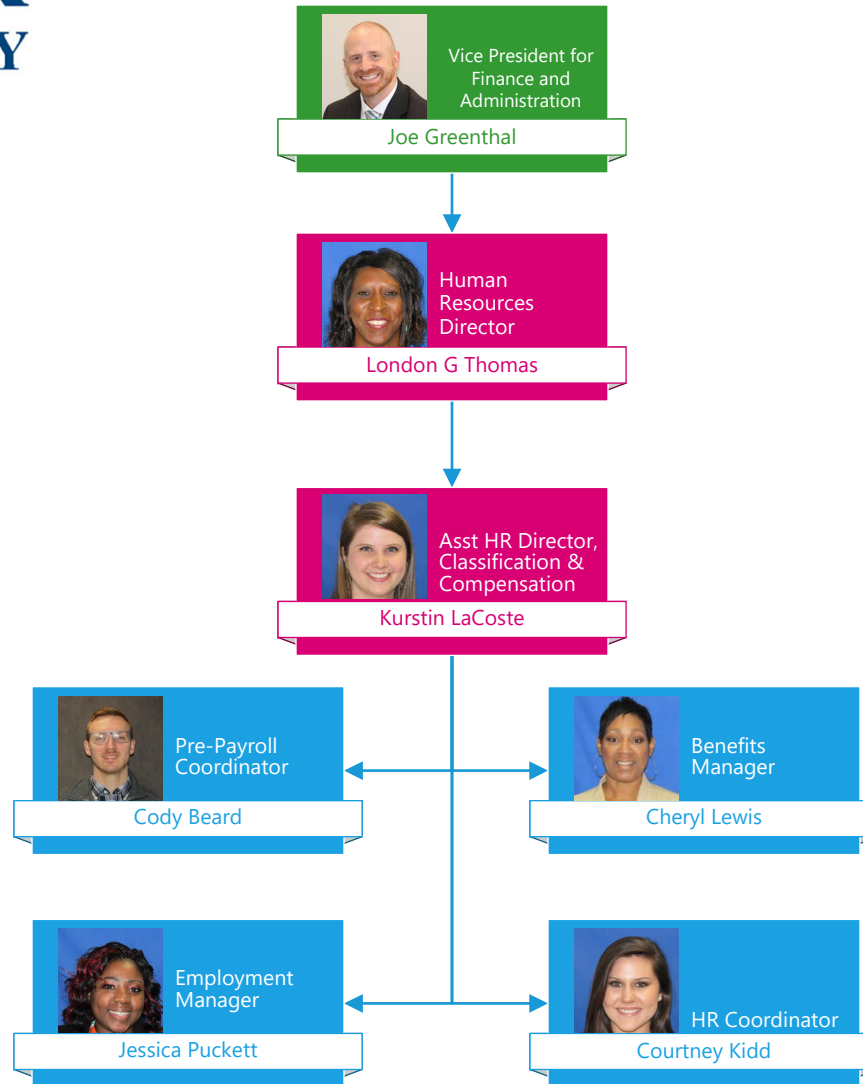 Y
Vice President for
Finance and
Administration
Joe Greenthal
Human
Resources
Director
London G Thomas
Asst HR Director,
Classification &
Compensation
Kurstin LaCoste
Pre-Payroll
Coordinator
Cody Beard
Benefits
Manager
Cheryl Lewis
Employment
Manager
Jessica Puckett
HR Coordinator
Courtney Kidd